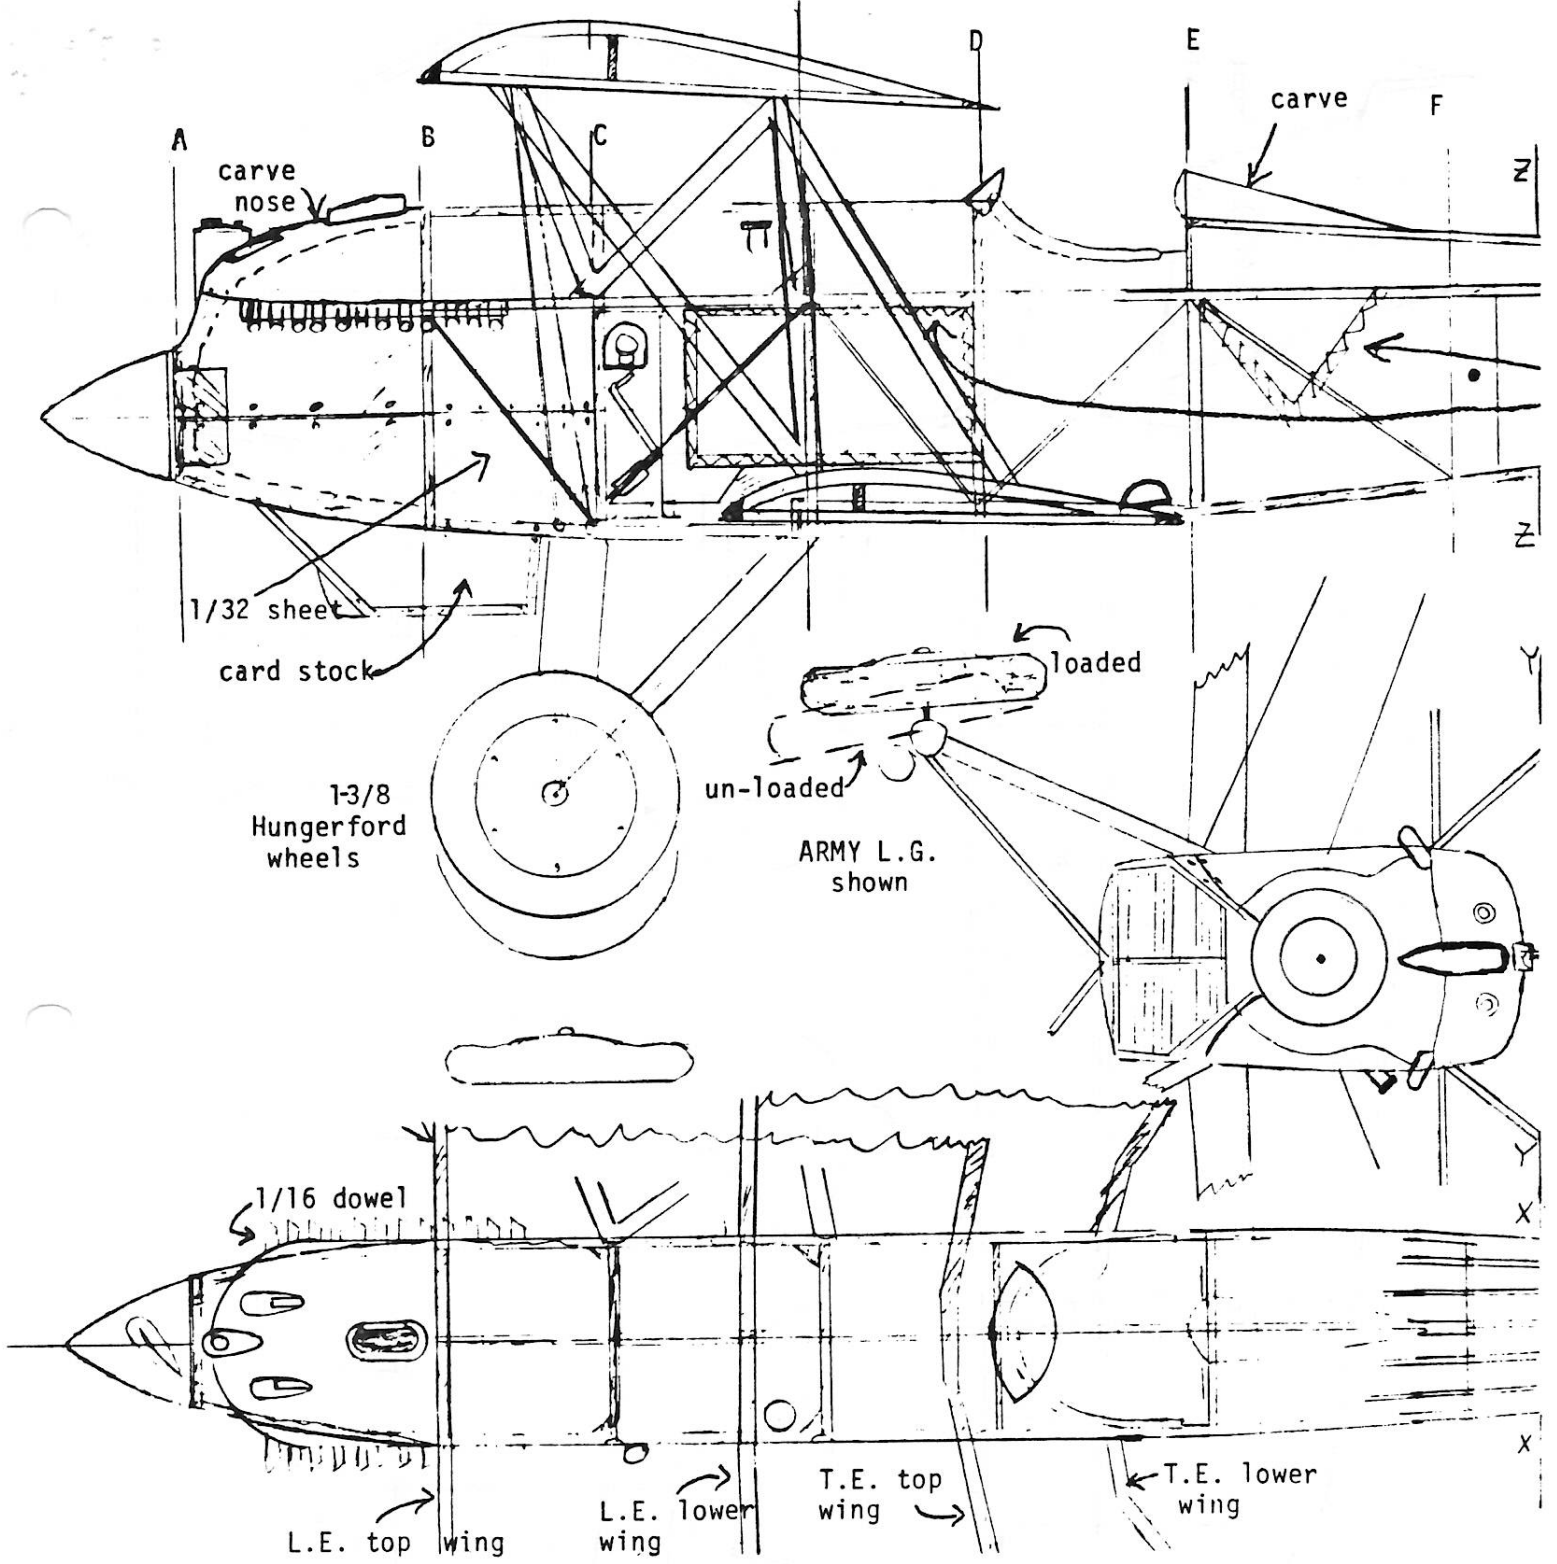 D
E
carve
F
A
B
C
carve
nose
Z
Z
1/32 sheet
card stock
loaded
Y
un-loaded
1-3/8
Hungerford
wheels
ARMY L.G.
shown
Y
1/16 dowel
X
X
T.E. top
wing
T.E. lower
wing
L.E. lower
wing
L.E. top wing